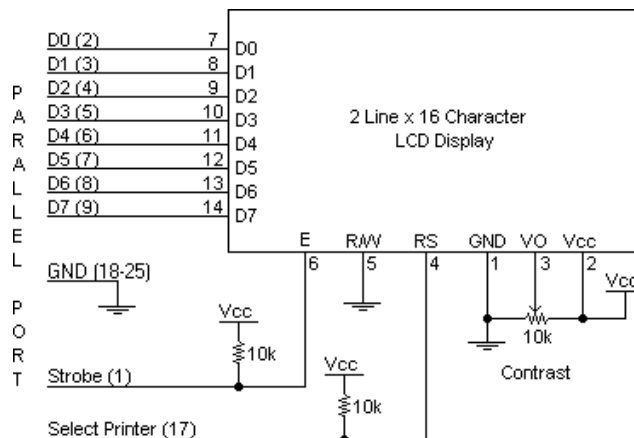 PARALLEL PORT
D0 (2) 7 D0
D1 (3) 8 D1
D2 (4) 9 D2
D3 (5) 10 D3
D4 (6) 11 D4
D5 (7) 12 D5
D6 (8) 13 D6
D7 (9) 14 D7
2 Line x 16 Character
LCD Display
E R/W RS GND VO Vcc
6 5 4 1 3 2
GND (18-25)
Vcc
Vcc
10k
10k
Vcc
Contrast
Strobe (1)
10k
Select Printer (17)